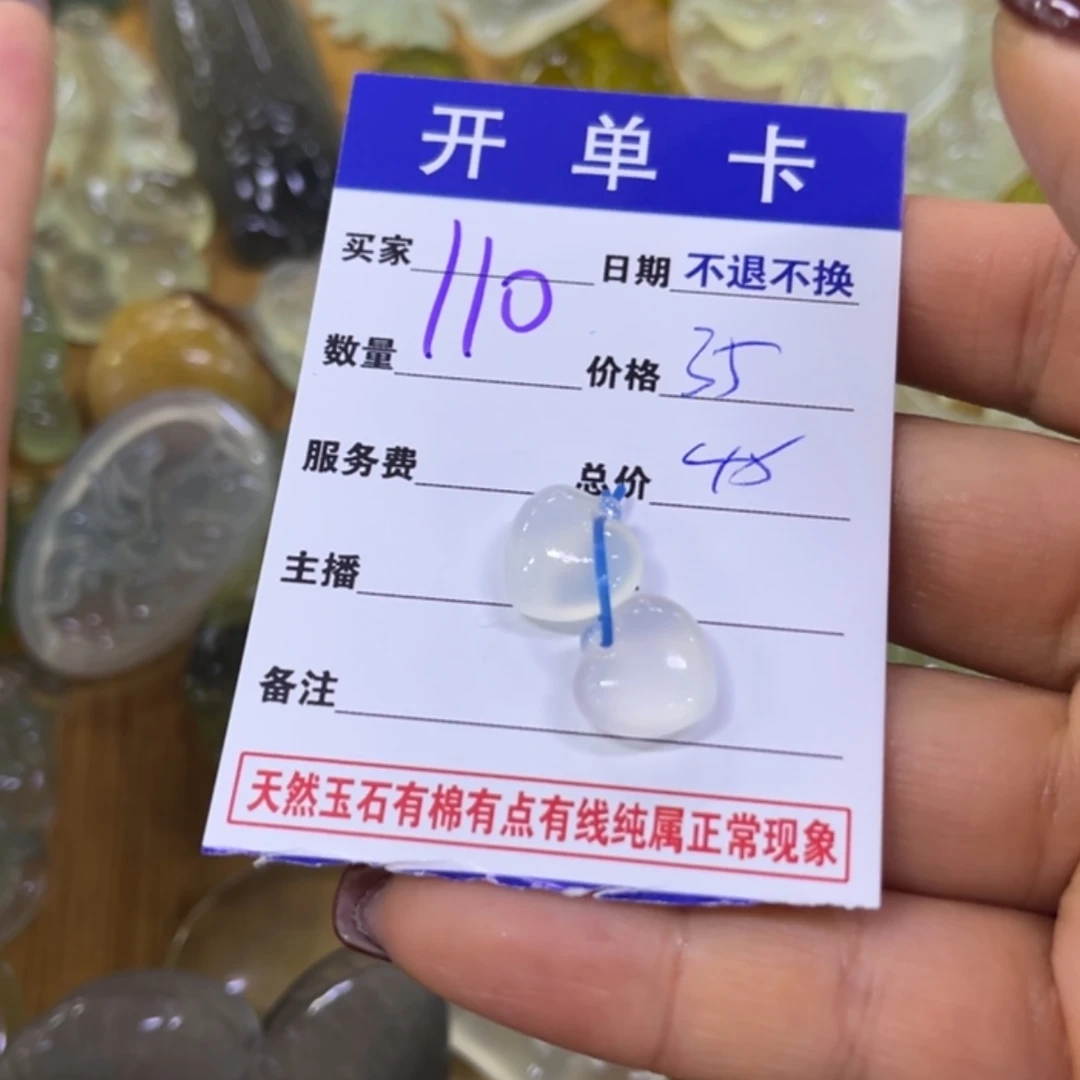 开单卡
买家 110 日期 不退不换
数量 价格 35
服务费 总价
主播
备注
天然玉石有棉有点有线纯属正常现象